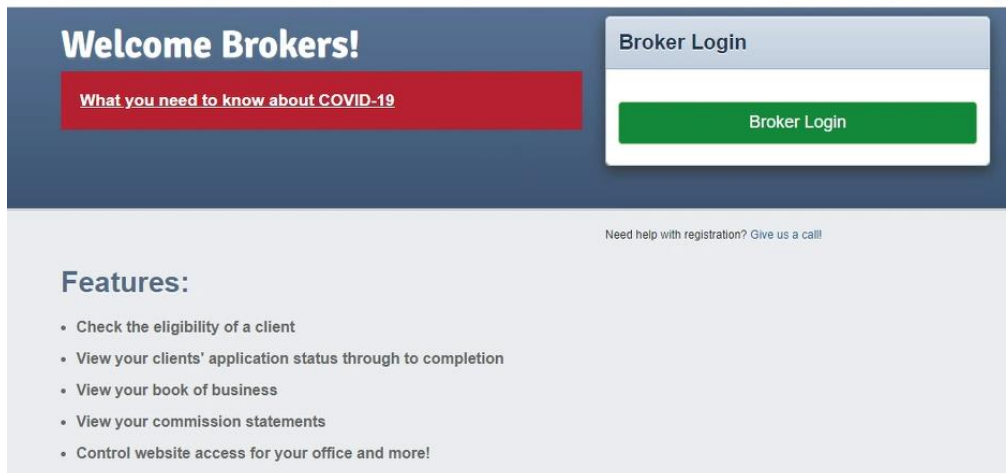 Welcome Brokers!
What you need to know about COVID-19
Broker Login
Broker Login
Need help with registration? Give us a call!
Features:
• Check the eligibility of a client
• View your clients' application status through to completion
• View your book of business
• View your commission statements
• Control website access for your office and more!